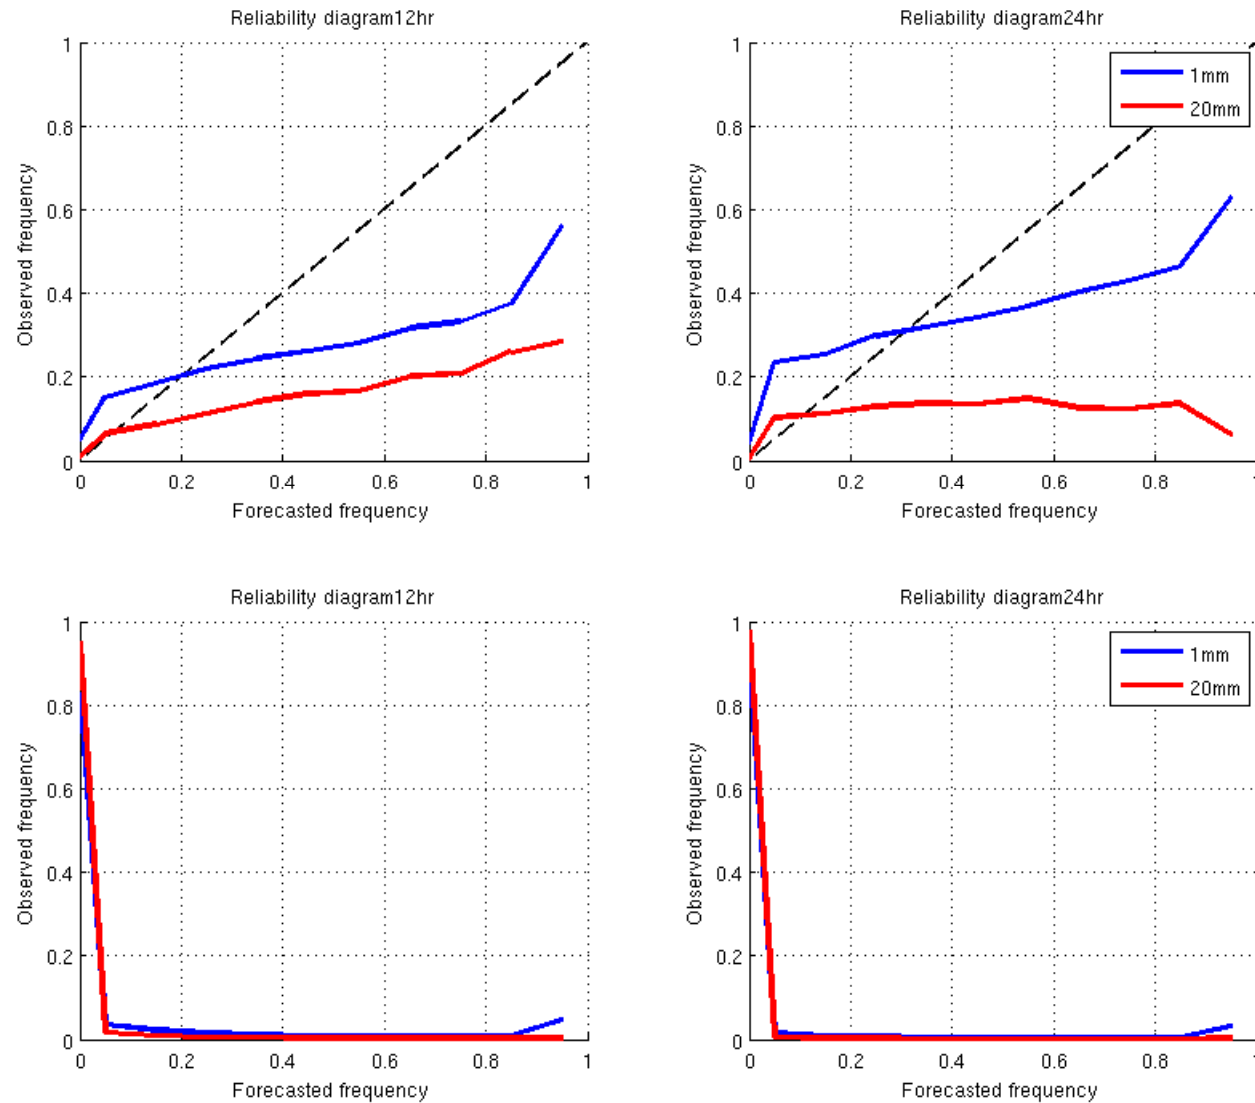 Reliability diagram12hr
1
0.8
0.6
0.4
0.2
0
Observed frequency
0 0.2 0.4 0.6 0.8 1
Forecasted frequency
Reliability diagram24hr
1
0.8
0.6
0.4
0.2
0
Observed frequency
1mm
20mm
0 0.2 0.4 0.6 0.8 1
Forecasted frequency
Reliability diagram12hr
1
0.8
0.6
0.4
0.2
0
Observed frequency
0 0.2 0.4 0.6 0.8 1
Forecasted frequency
Reliability diagram24hr
1
0.8
0.6
0.4
0.2
0
Observed frequency
1mm
20mm
0 0.2 0.4 0.6 0.8 1
Forecasted frequency